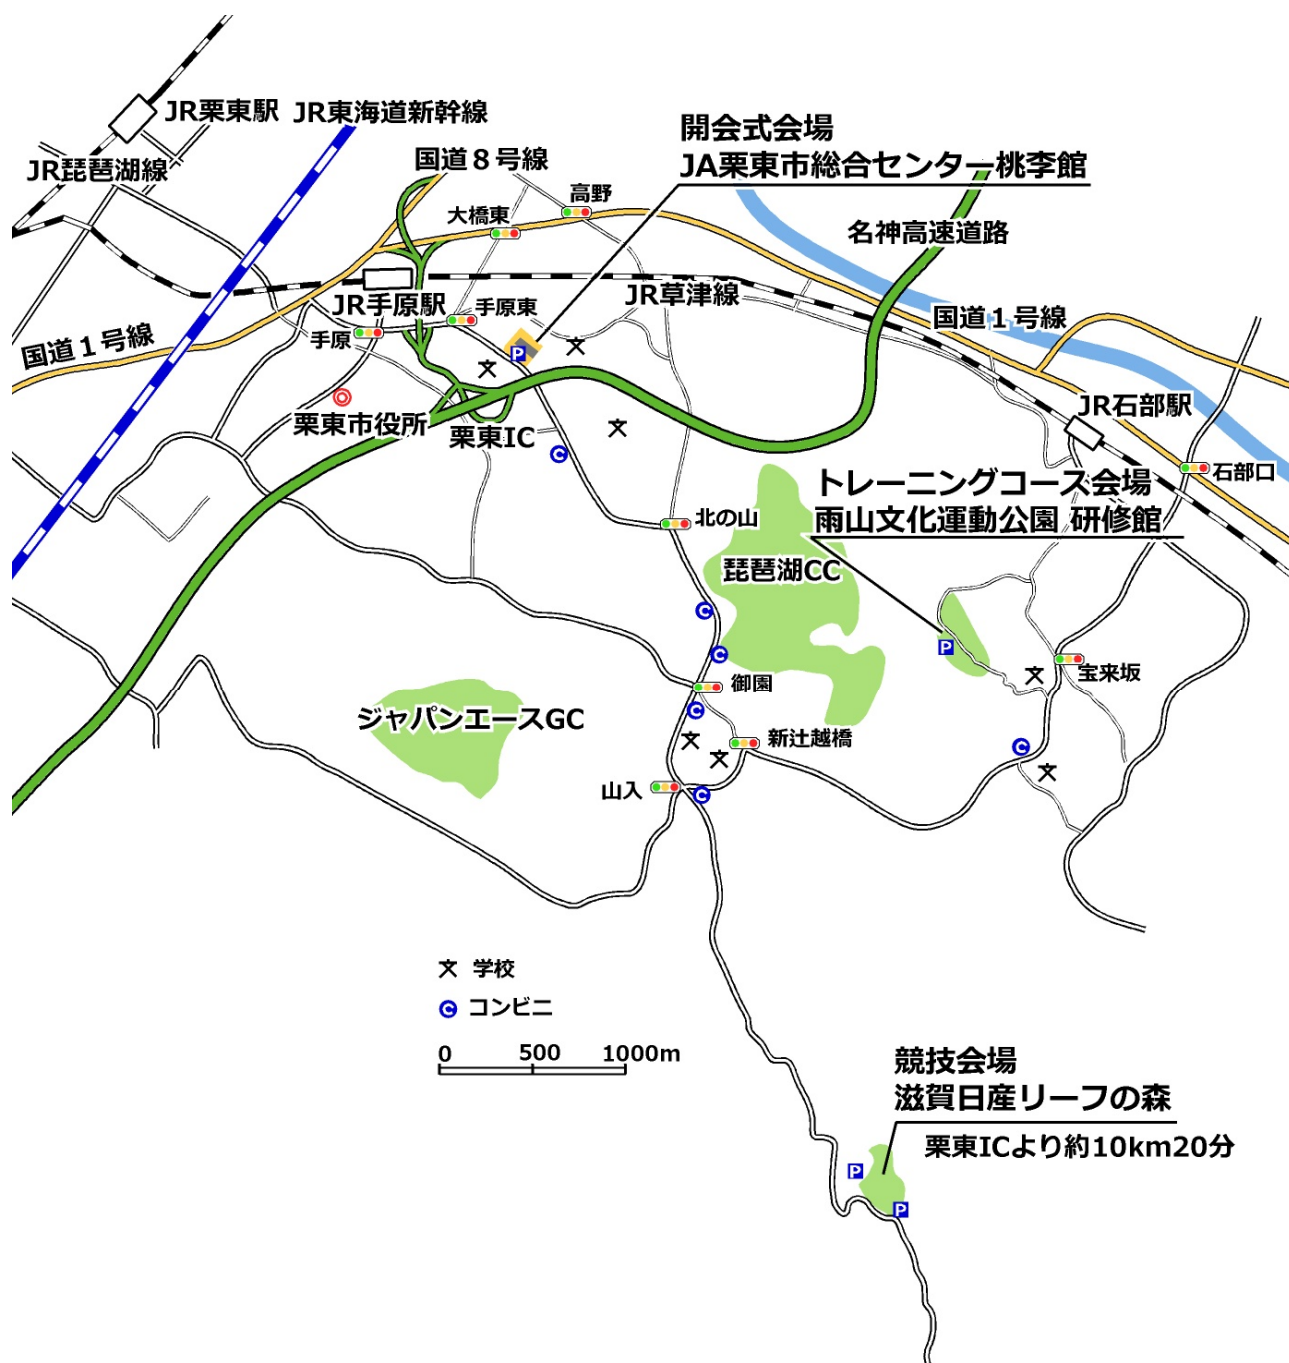 JR栗東駅
JR東海道新幹線
開会式会場
JA栗東市総合センター桃李館
JR琵琶湖線
国道８号線
高野
大橋東
名神高速道路
JR手原駅
手原東
JR草津線
国道１号線
手原
国道１号線
P
栗東市役所
栗東IC
JR石部駅
C
石部口
トレーニングコース会場
雨山文化運動公園 研修館
北の山
琵琶湖CC
C
C
P
御園
宝来坂
C
ジャパンエースGC
新辻越橋
C
山入
C
学校
C コンビニ
0 500 1000m
競技会場
滋賀日産リーフの森
栗東ICより約10km20分
P
P